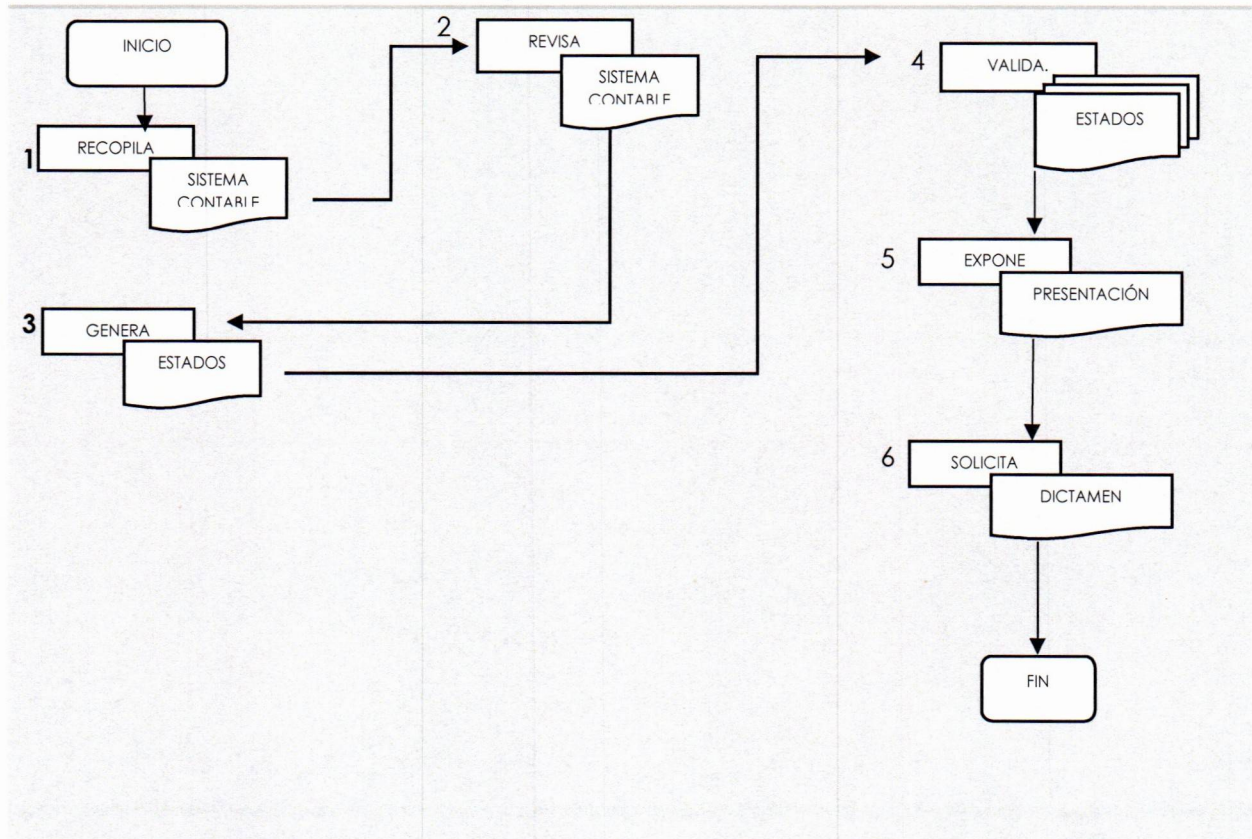 INICIO
1
RECOPILA
SISTEMA
CONTABLE
2
REVISA
SISTEMA
CONTABLE
3
GENERA
ESTADOS
4
VALIDA.
ESTADOS
5
EXPONE
PRESENTACIÓN
6
SOLICITA
DICTAMEN
FIN